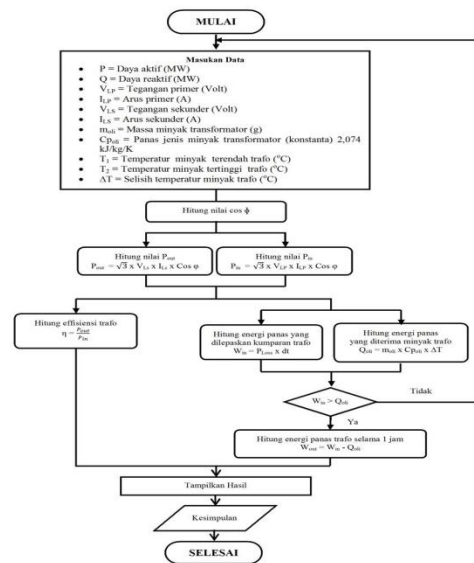 MULAI
Masukan Data
• P = Daya aktif (MW)
• Q = Daya reaktif (MW)
• V_LP = Tegangan primer (Volt)
• I_LP = Arus primer (A)
• V_LS = Tegangan sekunder (Volt)
• I_LS = Arus sekunder (A)
• m_oli = Massa minyak transformator (g)
• Cp_oli = Panas jenis minyak transformator (konstanta) 2,074
kJ/kg/K
• T₁ = Temperatur minyak terendah trafo (°C)
• T₂ = Temperatur minyak tertinggi trafo (°C)
• ΔT = Selisih temperatur minyak trafo (°C)
Hitung nilai cos ϕ
Hitung nilai P_out
P_out = √3 x V_Ls x I_Ls x Cos φ
Hitung nilai P_in
P_in = √3 x V_LP x I_LP x Cos φ
Hitung effisiensi trafo
η = P_out / P_in
Hitung energi panas yang
dilepaskan kumparan trafo
W_in = P_Loss x dt
Hitung energi panas
yang diterima minyak trafo
Q_oli = m_oli x Cp_oli x ΔT
W_in > Q_oli
Tidak
Ya
Hitung energi panas trafo selama 1 jam
W_out = W_in - Q_oli
Tampilkan Hasil
Kesimpulan
SELESAI